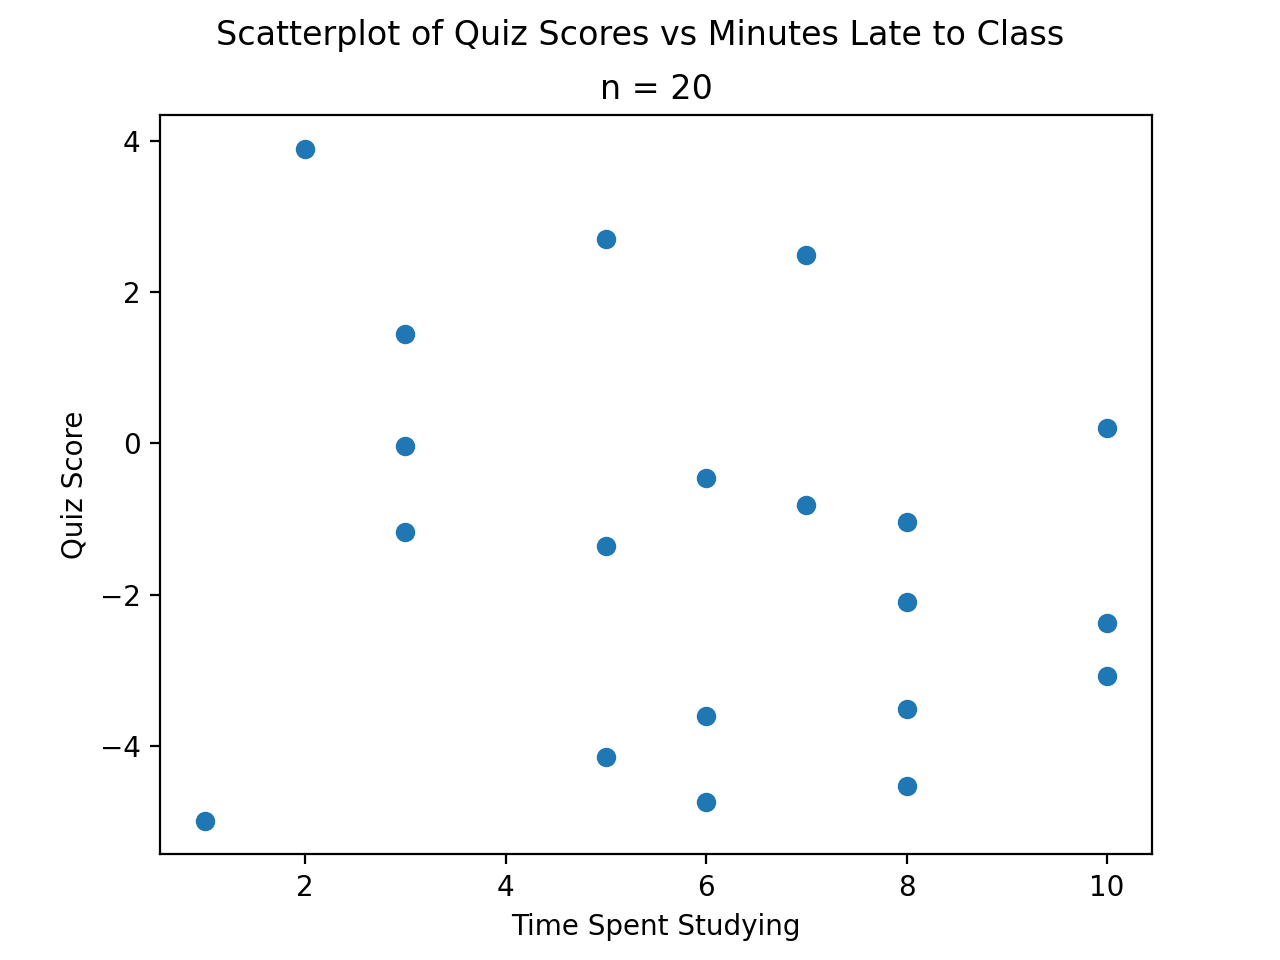 Scatterplot of Quiz Scores vs Minutes Late to Class
n = 20
4
2
0
−2
−4
Quiz Score
2 4 6 8 10
Time Spent Studying